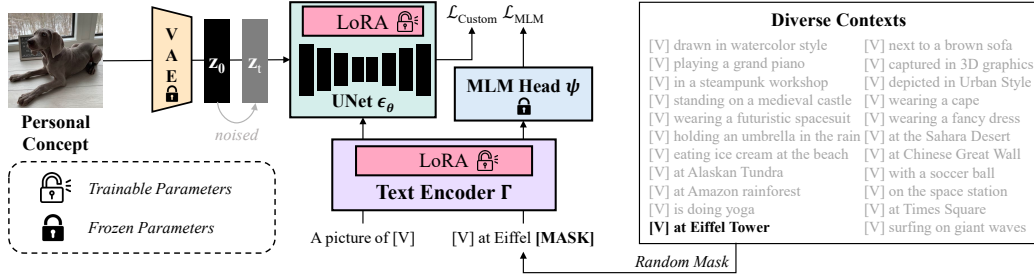 Personal
Concept
V
A
E
z_0
z_t
noised
LoRA
UNet ϵ_θ
ℒ_Custom ℒ_MLM
MLM Head ψ
LoRA
Text Encoder Γ
A picture of [V]
[V] at Eiffel [MASK]
Trainable Parameters
Frozen Parameters
Diverse Contexts
[V] drawn in watercolor style
[V] playing a grand piano
[V] in a steampunk workshop
[V] standing on a medieval castle
[V] wearing a futuristic spacesuit
[V] holding an umbrella in the rain
[V] eating ice cream at the beach
[V] at Alaskan Tundra
[V] at Amazon rainforest
[V] is doing yoga
[V] at Eiffel Tower
[V] next to a brown sofa
[V] captured in 3D graphics
[V] depicted in Urban Style
[V] wearing a cape
[V] wearing a fancy dress
[V] at the Sahara Desert
[V] at Chinese Great Wall
[V] with a soccer ball
[V] on the space station
[V] at Times Square
[V] surfing on giant waves
Random Mask